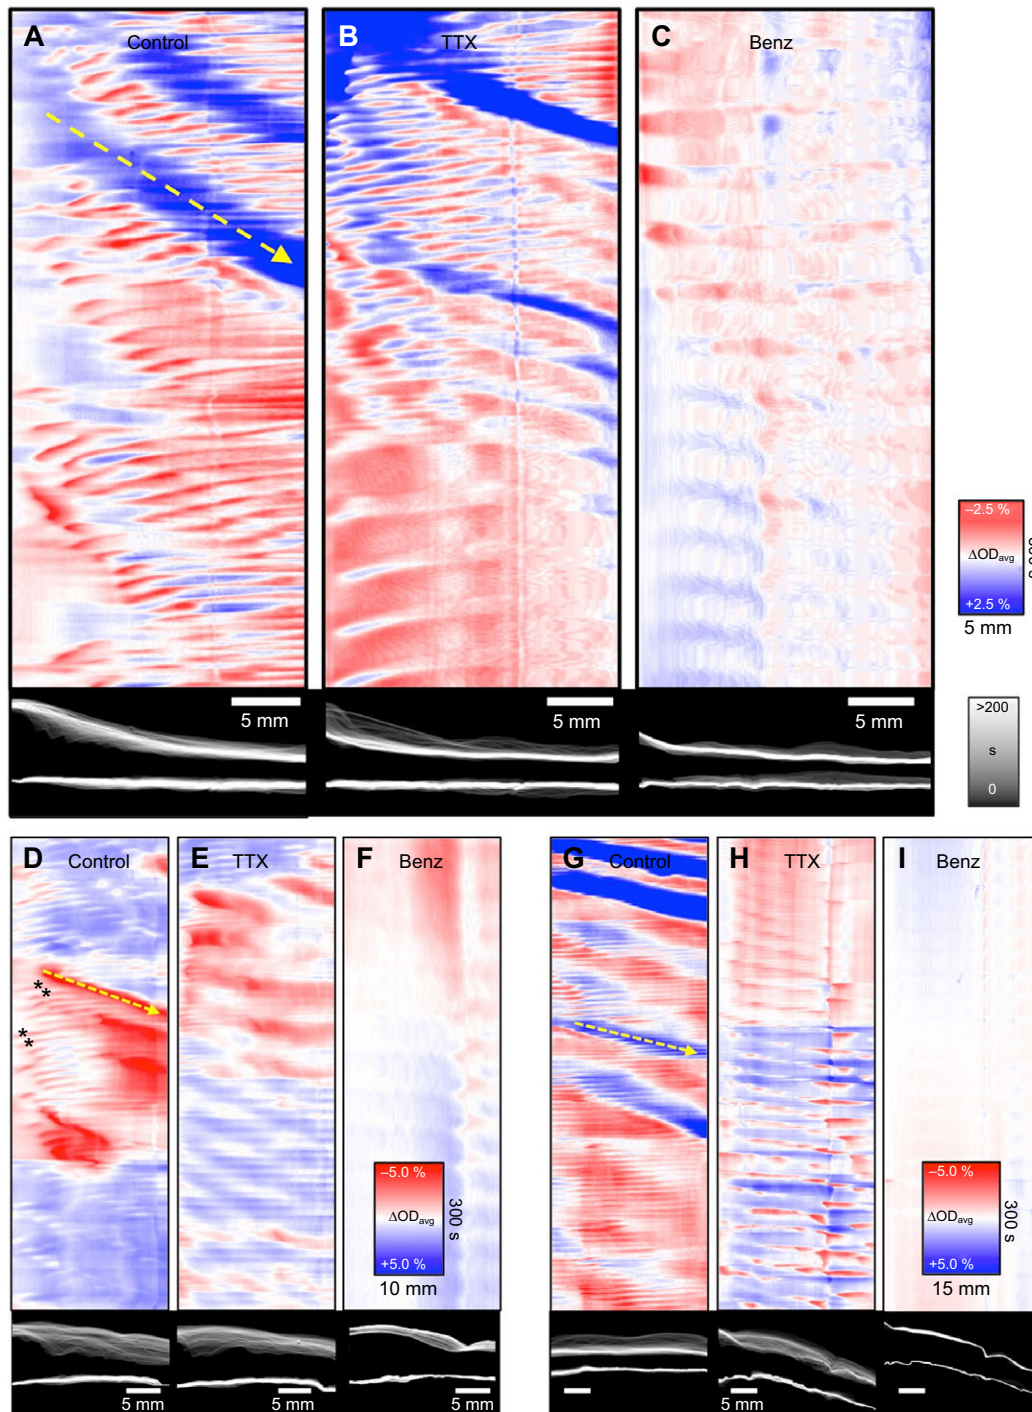 A Control
B TTX
C Benz
−2.5 %
ΔODavg
+2.5 %
5 mm
5 mm
5 mm
5 mm
>200
s
0
D Control
E TTX
F Benz
G Control
H TTX
I Benz
**
**
−5.0 %
ΔODavg
+5.0 %
300 s
10 mm
−5.0 %
ΔODavg
+5.0 %
300 s
15 mm
5 mm
5 mm
5 mm
5 mm